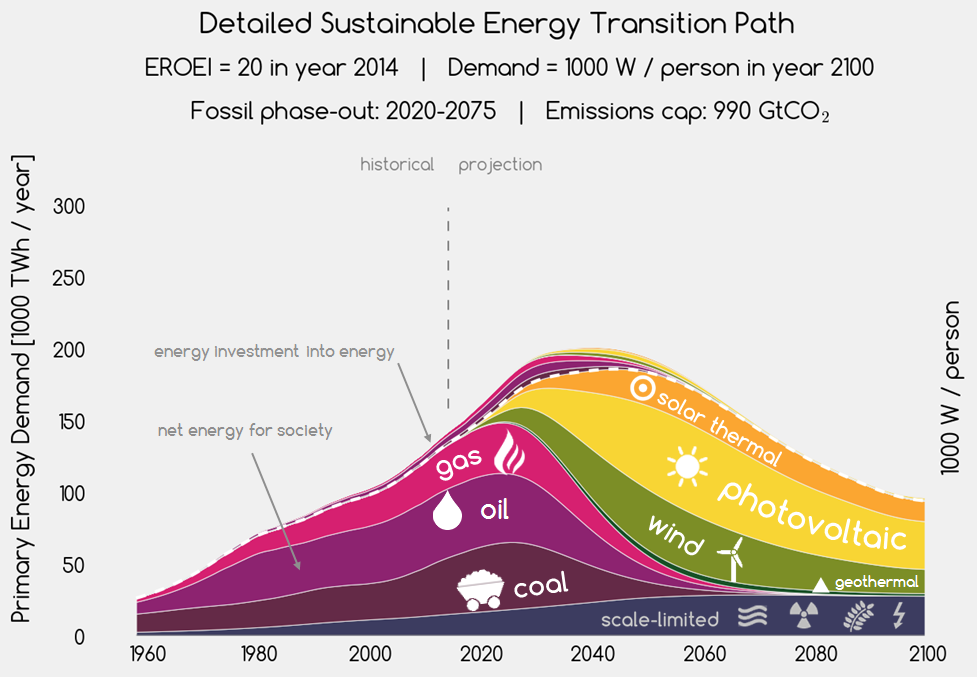 Detailed Sustainable Energy Transition Path
EROEI = 20 in year 2014 | Demand = 1000 W / person in year 2100
Fossil phase-out: 2020-2075 | Emissions cap: 990 GtCO₂
historical
projection
Primary Energy Demand [1000 TWh / year]
300
250
200
150
100
50
0
energy investment into energy
net energy for society
1000 W / person
solar thermal
photovoltaic
gas
oil
wind
coal
geothermal
scale-limited
1960 1980 2000 2020 2040 2060 2080 2100